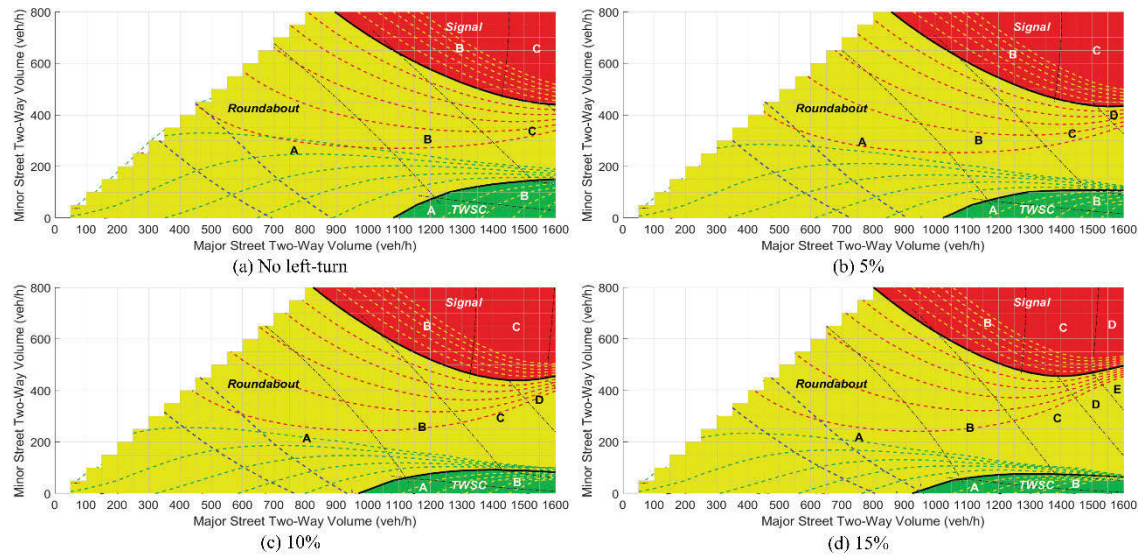 800
600
400
200
0
Minor Street Two-Way Volume (veh/h)
Signal
B
C
Roundabout
A
B
C
A
TWSC
B
0 100 200 300 400 500 600 700 800 900 1000 1100 1200 1300 1400 1500 1600
Major Street Two-Way Volume (veh/h)
(a) No left-turn
800
600
400
200
0
Minor Street Two-Way Volume (veh/h)
Signal
B
C
Roundabout
D
A
B
C
A
TWSC
B
0 100 200 300 400 500 600 700 800 900 1000 1100 1200 1300 1400 1500 1600
Major Street Two-Way Volume (veh/h)
(b) 5%
800
600
400
200
0
Minor Street Two-Way Volume (veh/h)
Signal
B
C
Roundabout
D
C
B
A
A
TWSC
B
0 100 200 300 400 500 600 700 800 900 1000 1100 1200 1300 1400 1500 1600
Major Street Two-Way Volume (veh/h)
(c) 10%
800
600
400
200
0
Minor Street Two-Way Volume (veh/h)
Signal
B
C
D
Roundabout
E
D
C
B
A
A
TWSC
B
0 100 200 300 400 500 600 700 800 900 1000 1100 1200 1300 1400 1500 1600
Major Street Two-Way Volume (veh/h)
(d) 15%